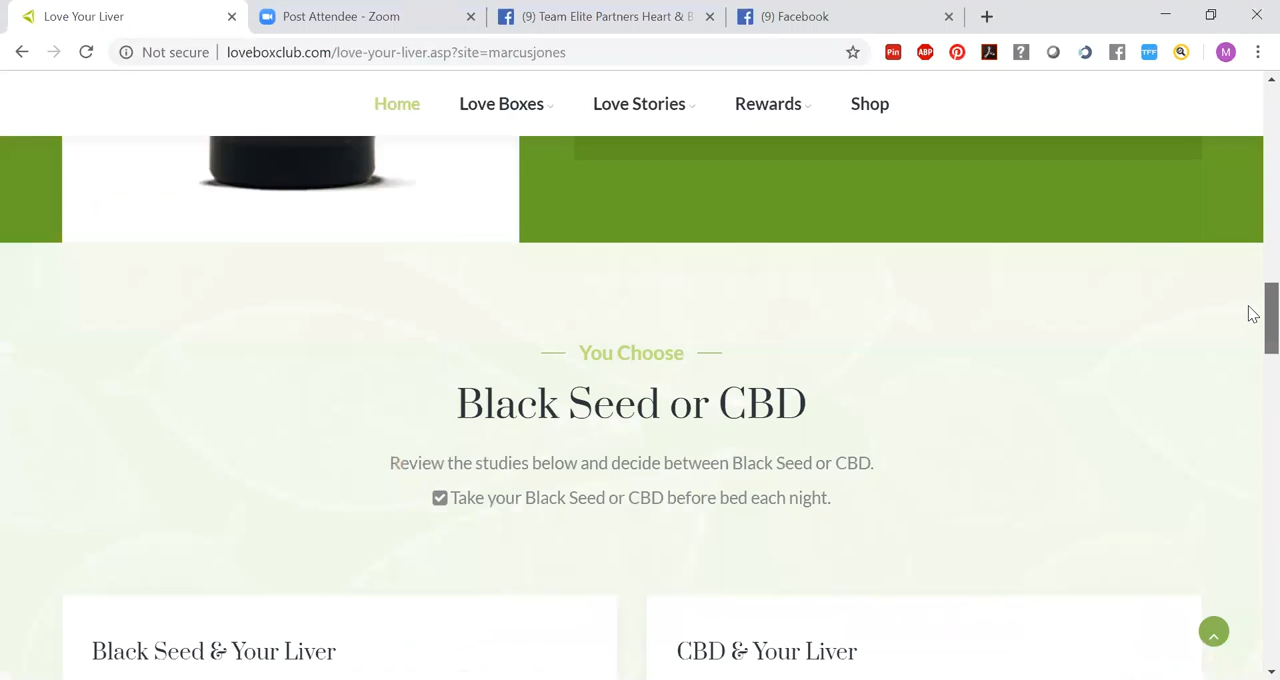 Love Your Liver
Post Attendee - Zoom
(9) Team Elite Partners Heart & B
(9) Facebook
Not secure
loveboxclub.com/love-your-liver.asp?site=marcusjones
Pin
ABP
?
TFF
M
Home
Love Boxes
Love Stories
Rewards
Shop
You Choose
Black Seed or CBD
Review the studies below and decide between Black Seed or CBD.
Take your Black Seed or CBD before bed each night.
Black Seed & Your Liver
CBD & Your Liver